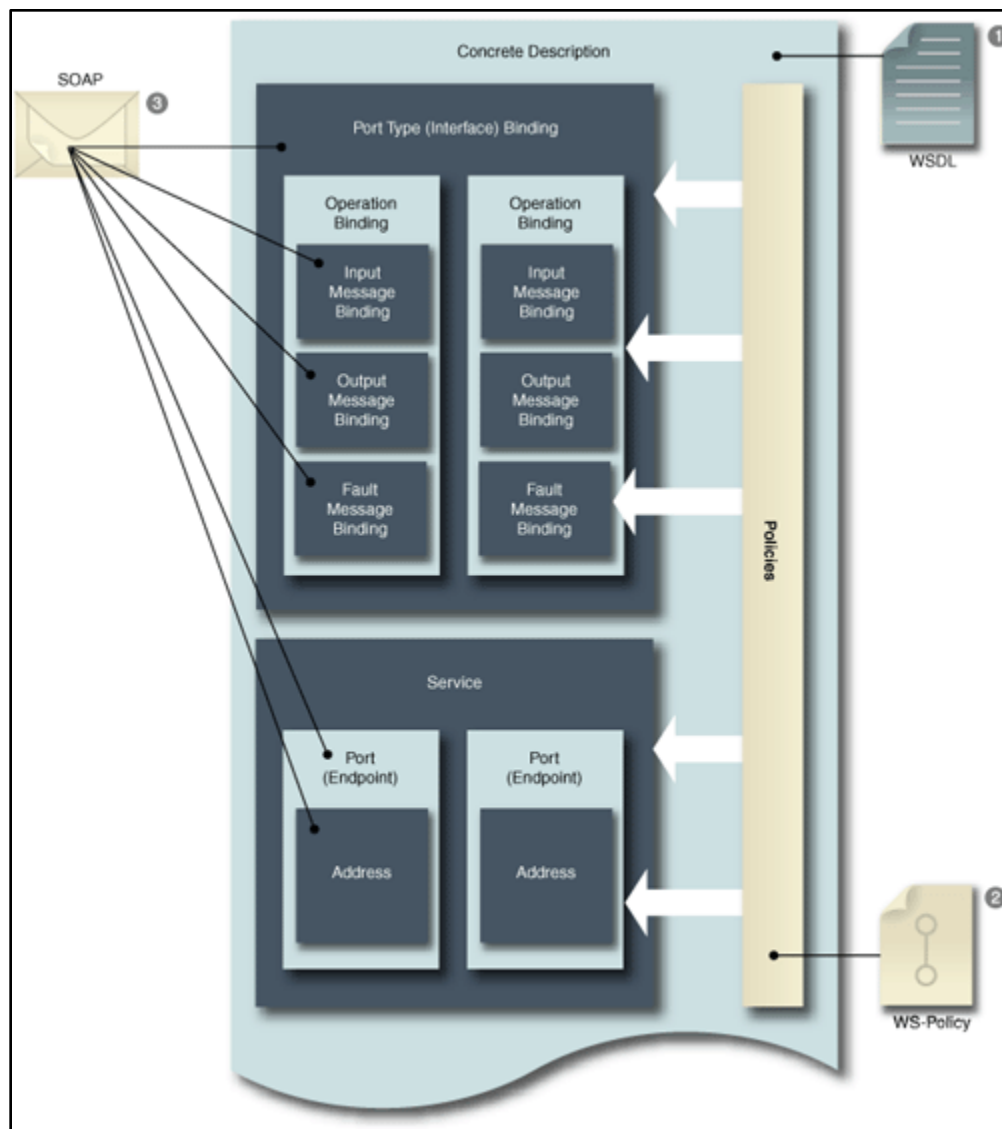 Concrete Description
1
WSDL
SOAP
3
Port Type (Interface) Binding
Operation
Binding
Input
Message
Binding
Output
Message
Binding
Fault
Message
Binding
Operation
Binding
Input
Message
Binding
Output
Message
Binding
Fault
Message
Binding
Policies
Service
Port
(Endpoint)
Address
Port
(Endpoint)
Address
2
WS-Policy